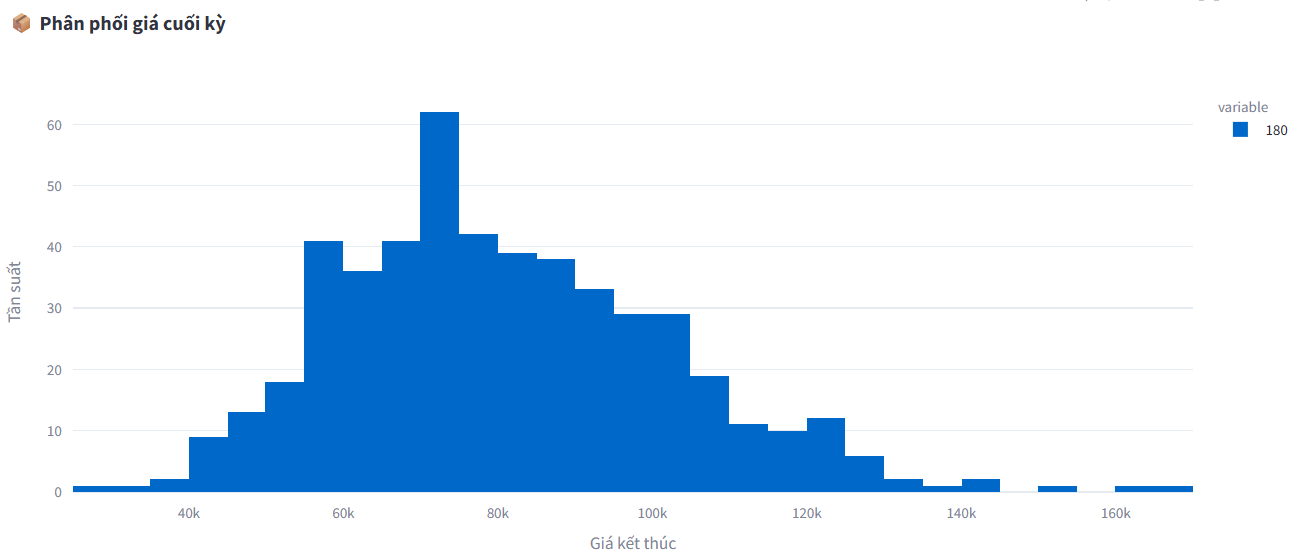 📦 Phân phối giá cuối kỳ
variable
180
Tần suất
60
50
40
30
20
10
0
40k 60k 80k 100k 120k 140k 160k
Giá kết thúc